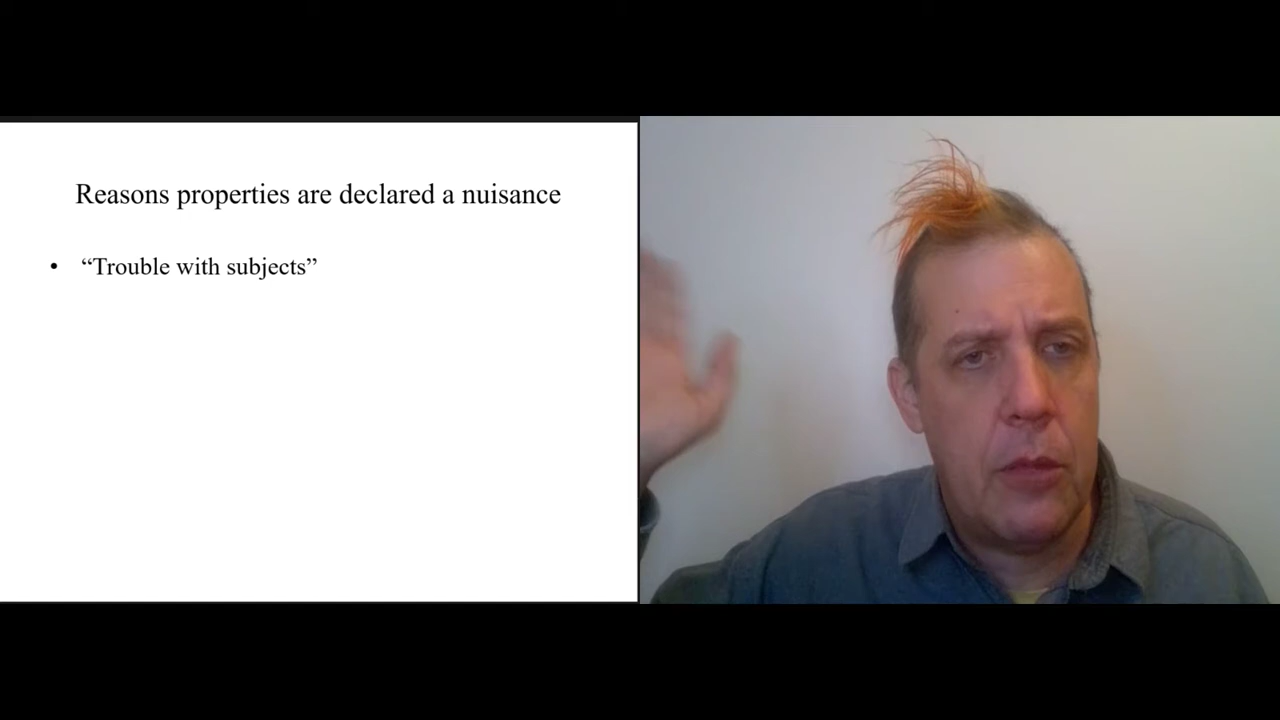 Reasons properties are declared a nuisance
• “Trouble with subjects”